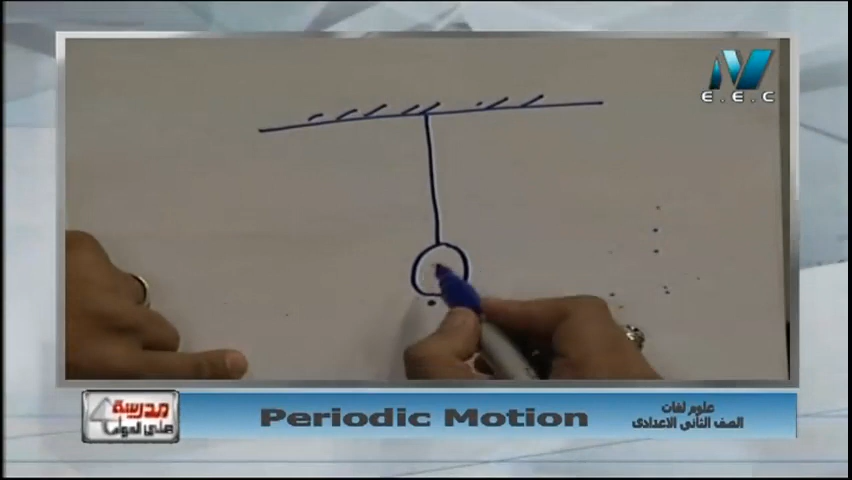 E.E.C
مدرسة
على الهواء
Periodic Motion
علوم لغات
الصف الثانى الاعدادى